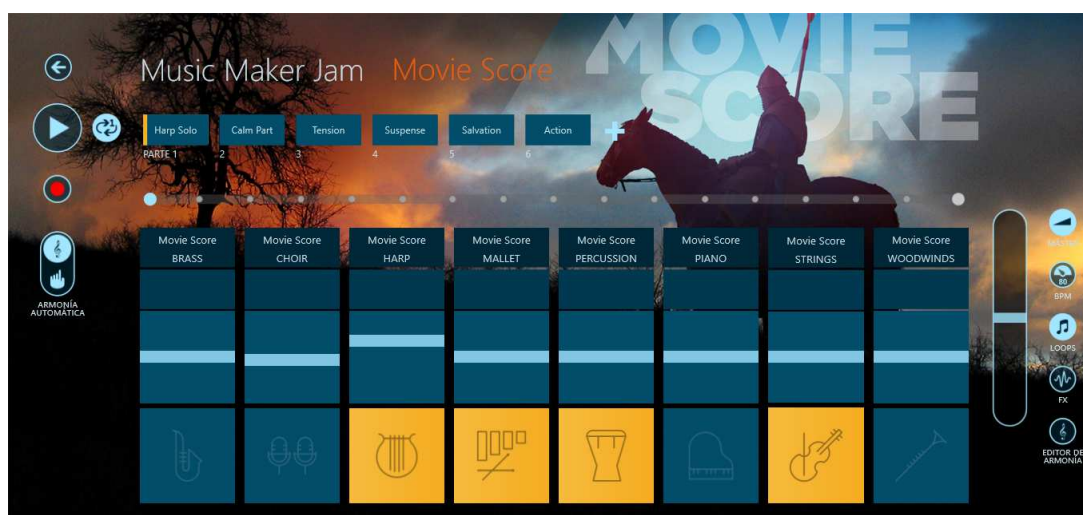 MOVIE
SCORE
Music Maker Jam Movie Score
Harp Solo Calm Part Tension Suspense Salvation Action
PARTE 1 2 3 4 5 6
Movie Score Movie Score Movie Score Movie Score Movie Score Movie Score Movie Score Movie Score
BRASS CHOIR HARP MALLET PERCUSSION PIANO STRINGS WOODWINDS
ARMONÍA
AUTOMÁTICA
80
BPM
LOOPS
FX
EDITOR DE
ARMONÍA